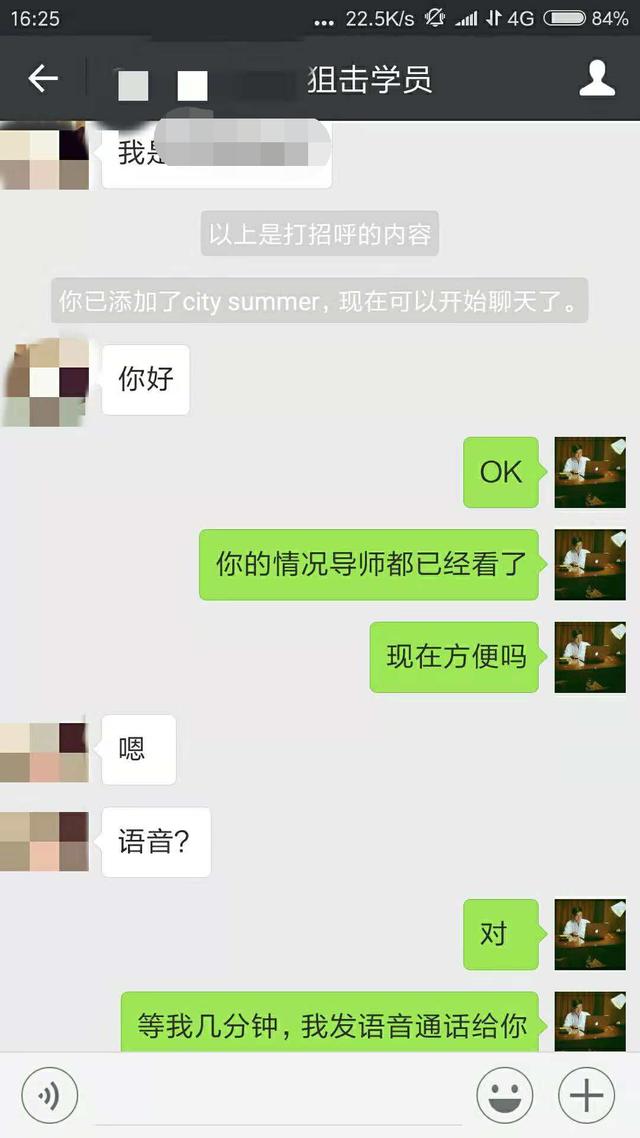 16:25
... 22.5K/s 4G 84%
狙击学员
我是
以上是打招呼的内容
你已添加了city summer，现在可以开始聊天了。
你好
OK
你的情况导师都已经看了
现在方便吗
嗯
语音?
对
等我几分钟，我发语音通话给你